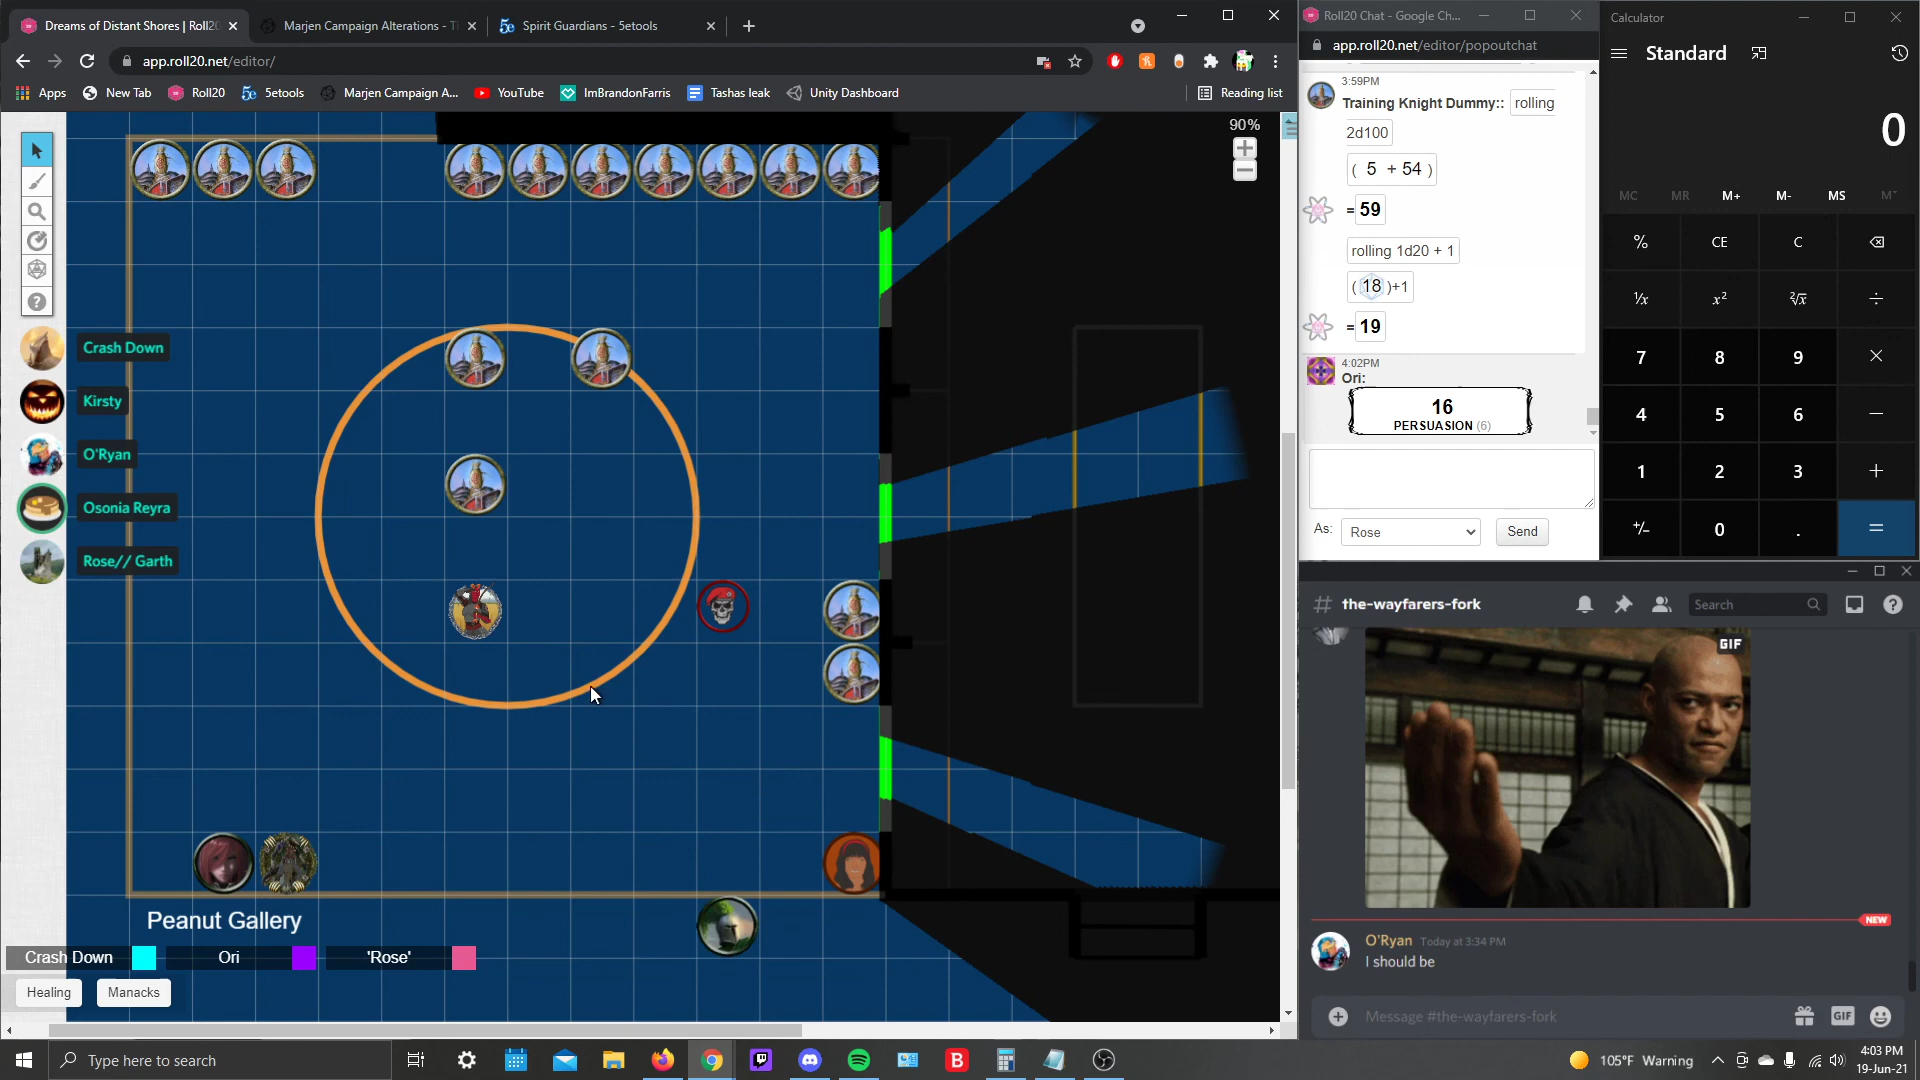 Dreams of Distant Shores | Roll20
Marjen Campaign Alterations - T
Spirit Guardians - 5etools
app.roll20.net/editor/
Apps
New Tab
Roll20
5etools
Marjen Campaign A...
YouTube
ImBrandonFarris
Tashas leak
Unity Dashboard
Reading list
90%
Crash Down
Kirsty
O'Ryan
Osonia Reyra
Rose// Garth
Peanut Gallery
Crash Down
Ori
'Rose'
Healing
Manacks
Roll20 Chat - Google Ch...
app.roll20.net/editor/popoutchat
3:59PM
Training Knight Dummy:: rolling
2d100
( 5 + 54 )
=59
rolling 1d20 + 1
(18)+1
=19
4:02PM
Ori:
16
PERSUASION (6)
As:
Rose
Send
Calculator
Standard
0
MC MR M+ M- MS M˅
% CE C
1/x x² ²√x ÷
7 8 9 ×
4 5 6 −
1 2 3 +
+/- 0 . =
# the-wayfarers-fork
Search
GIF
NEW
O'Ryan Today at 3:34 PM
I should be
Message #the-wayfarers-fork
GIF
Type here to search
105°F Warning
4:03 PM
19-Jun-21